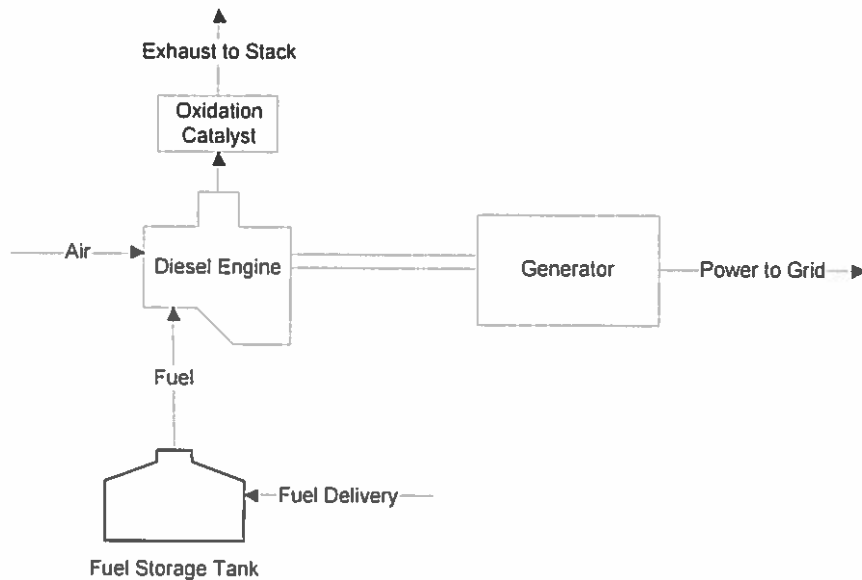 Exhaust to Stack
Oxidation
Catalyst
Air
Diesel Engine
Generator
Power to Grid
Fuel
Fuel Delivery
Fuel Storage Tank